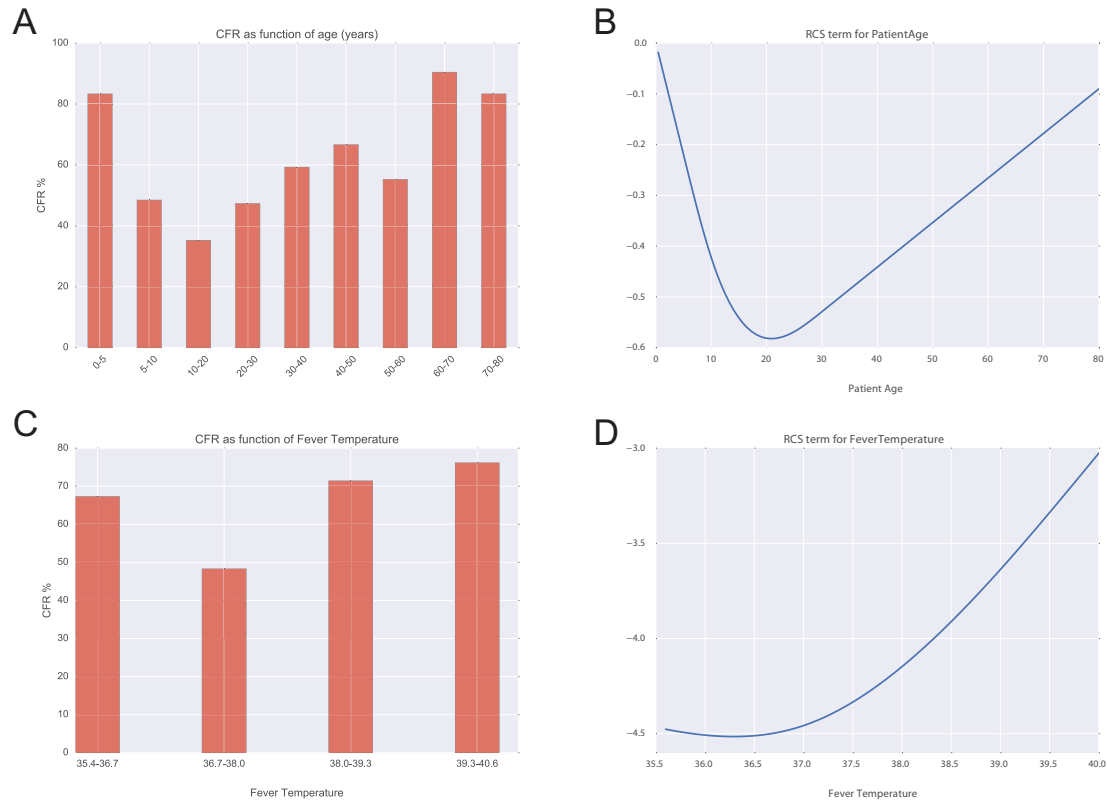 A
CFR as function of age (years)
100
80
60
40
20
0
CFR %
0-5
5-10
10-20
20-30
30-40
40-50
50-60
60-70
70-80
B
RCS term for PatientAge
0.0
−0.1
−0.2
−0.3
−0.4
−0.5
−0.6
0 10 20 30 40 50 60 70 80
Patient Age
C
CFR as function of Fever Temperature
80
70
60
50
40
30
20
10
0
CFR %
35.4-36.7 36.7-38.0 38.0-39.3 39.3-40.6
Fever Temperature
D
RCS term for FeverTemperature
−3.0
−3.5
−4.0
−4.5
35.5 36.0 36.5 37.0 37.5 38.0 38.5 39.0 39.5 40.0
Fever Temperature